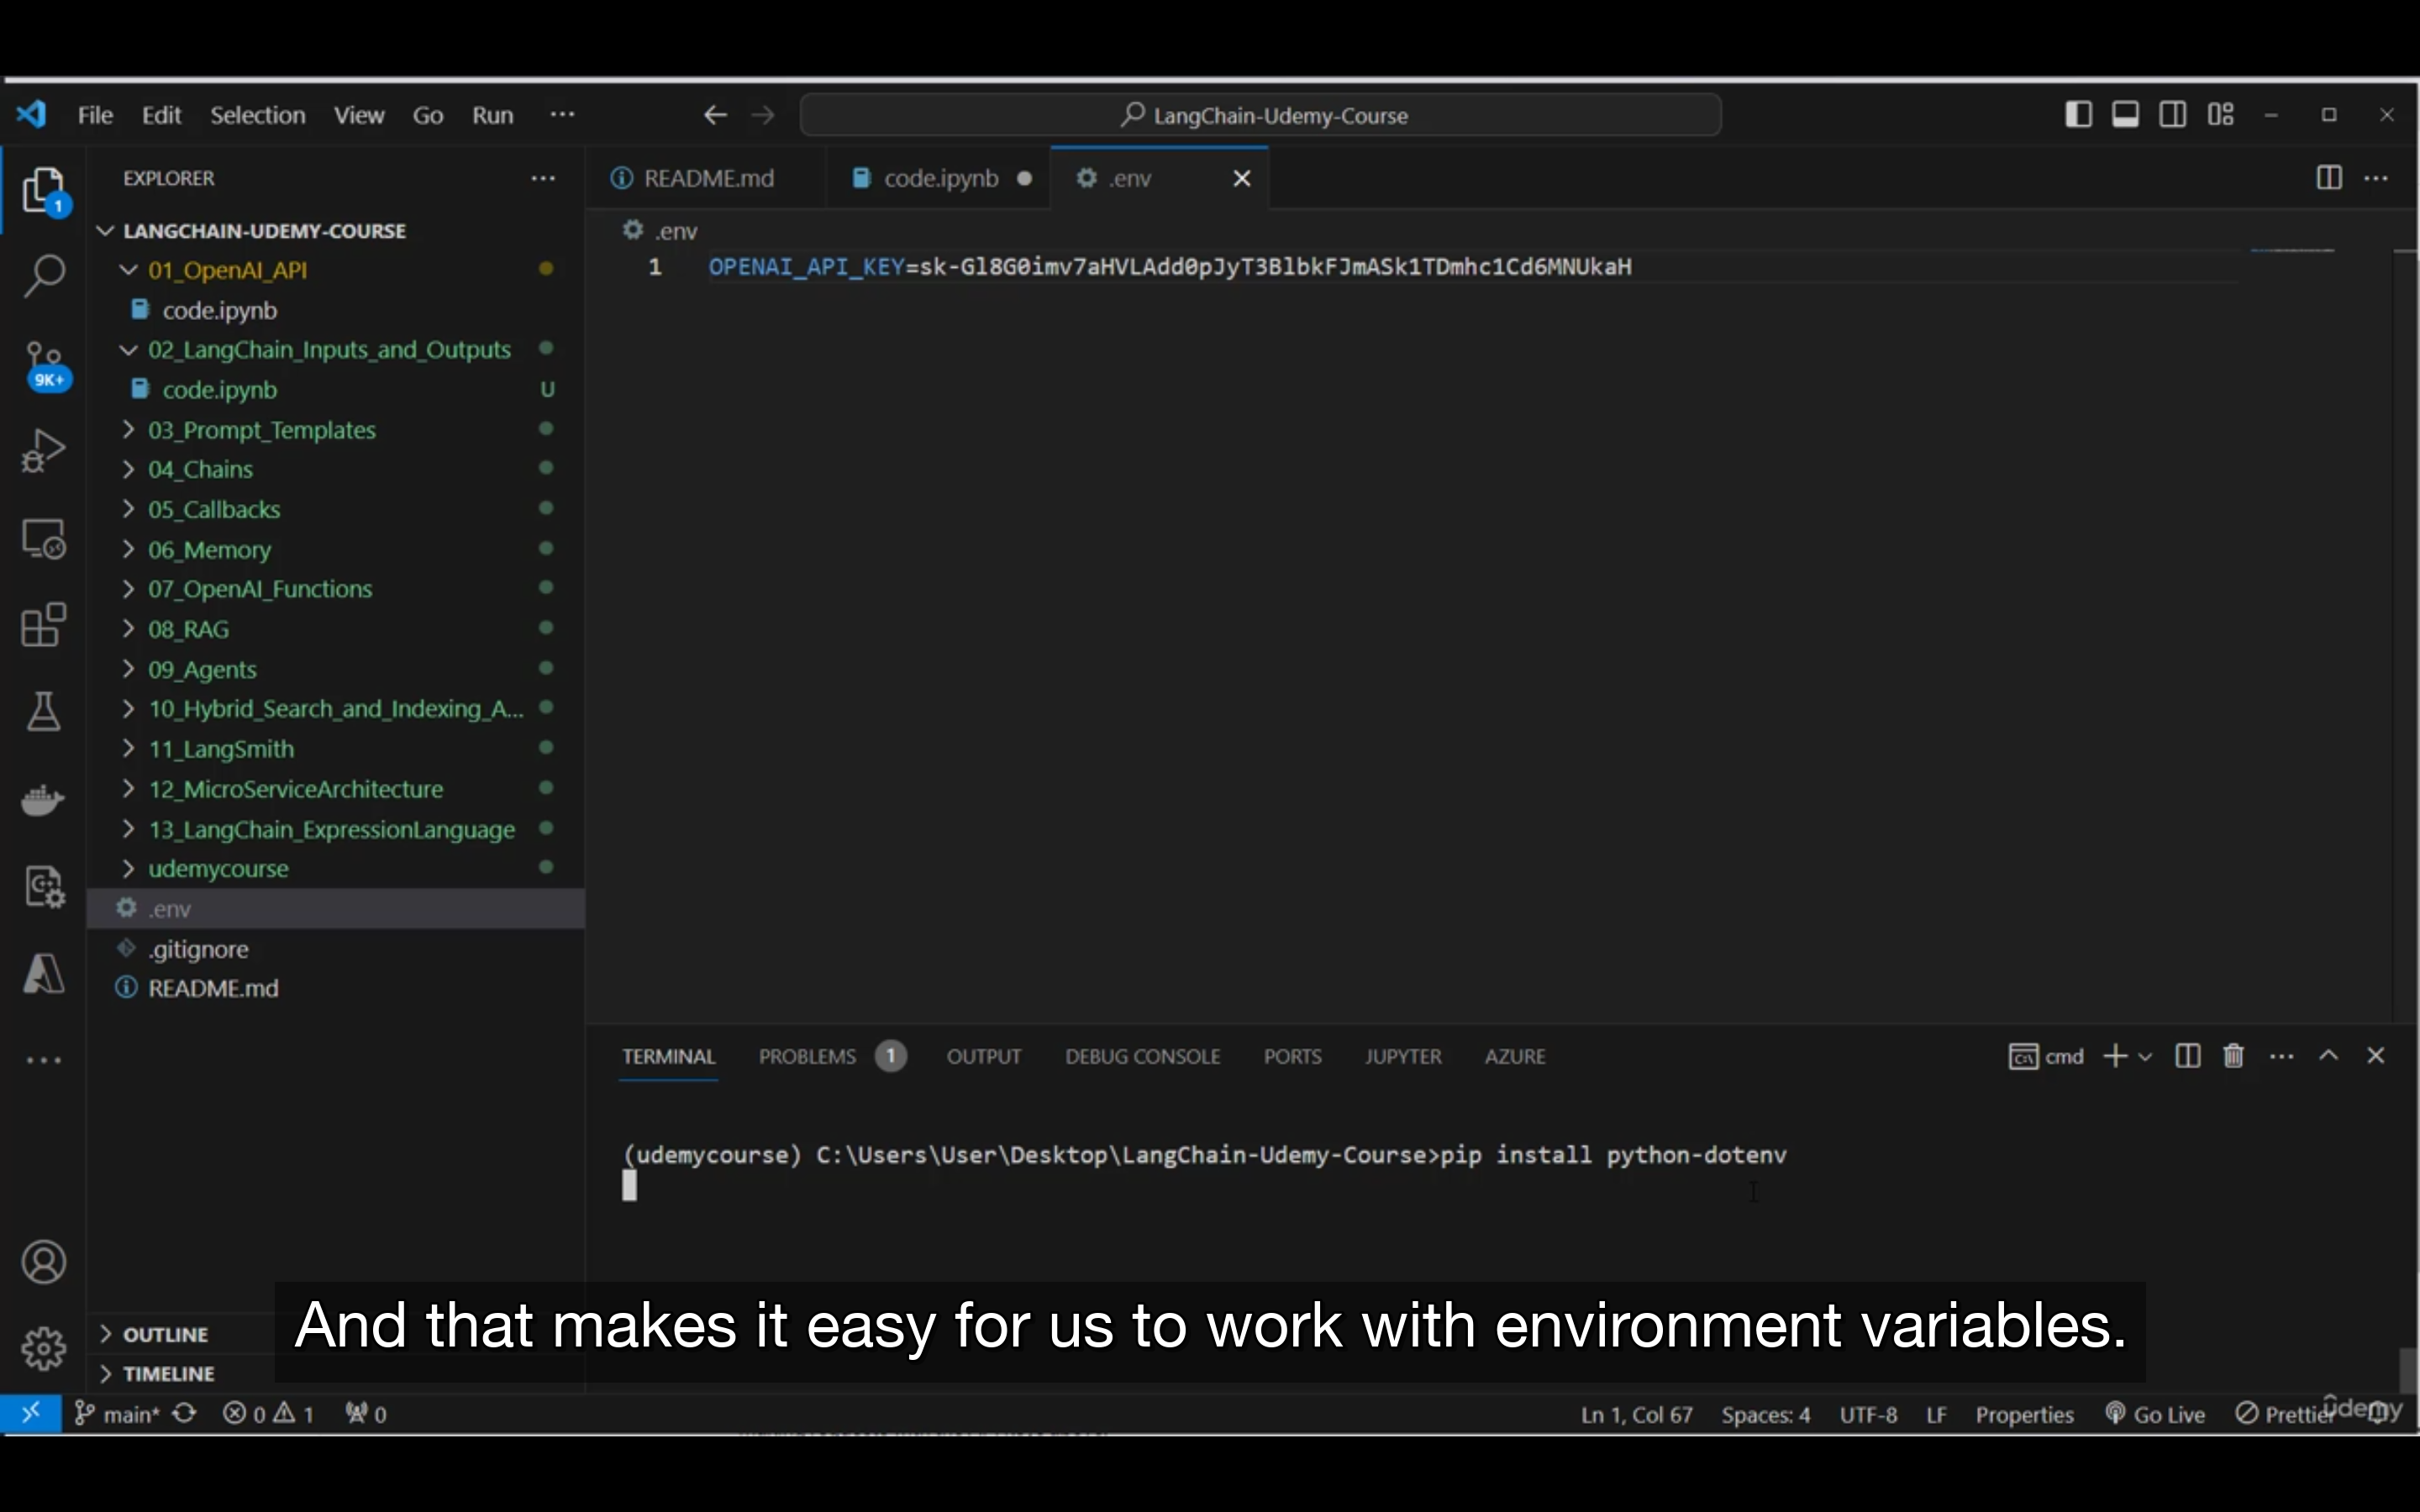 File Edit Selection View Go Run ··· LangChain-Udemy-Course
EXPLORER ···
README.md code.ipynb .env
LANGCHAIN-UDEMY-COURSE
.env
01_OpenAI_API
1 OPENAI_API_KEY=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
1
code.ipynb
02_LangChain_Inputs_and_Outputs
9K+
code.ipynb U
03_Prompt_Templates
04_Chains
05_Callbacks
06_Memory
07_OpenAI_Functions
08_RAG
09_Agents
10_Hybrid_Search_and_Indexing_A...
11_LangSmith
12_MicroServiceArchitecture
13_LangChain_ExpressionLanguage
udemycourse
.env
.gitignore
README.md
TERMINAL PROBLEMS 1 OUTPUT DEBUG CONSOLE PORTS JUPYTER AZURE cmd
(udemycourse) C:\Users\User\Desktop\LangChain-Udemy-Course>pip install python-dotenv
And that makes it easy for us to work with environment variables.
OUTLINE
TIMELINE
main* 0 1 0 Ln 1, Col 67 Spaces: 4 UTF-8 LF Properties Go Live Prettier
ûdemy